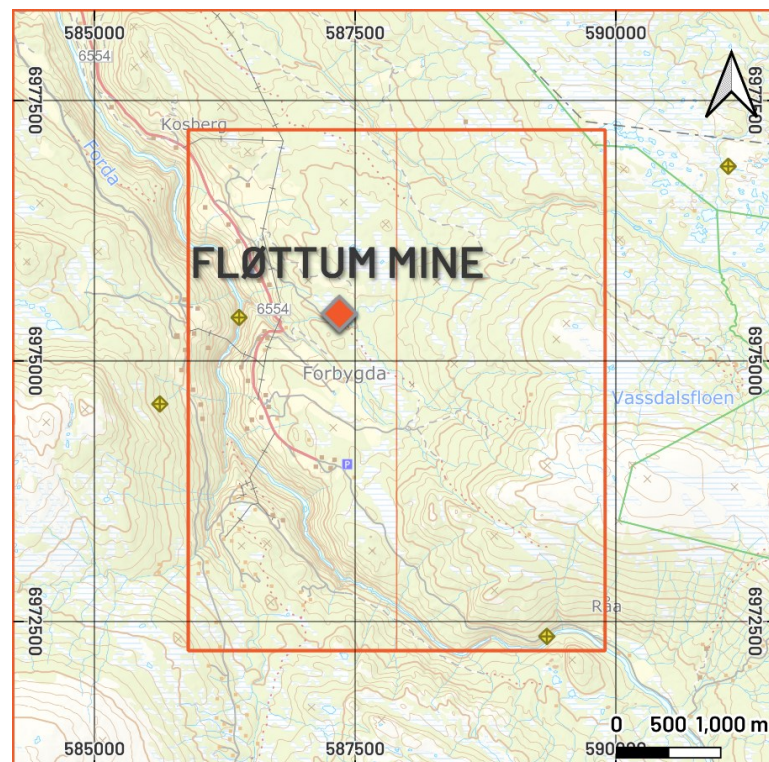 585000 587500 590000
6554
6977500 6977500
Kosberg
Forda
FLØTTUM MINE
6554
6975000 6975000
Forbygda
Vassdalsfloen
P
Råa
6972500 6972500
0 500 1,000 m
585000 587500 590000